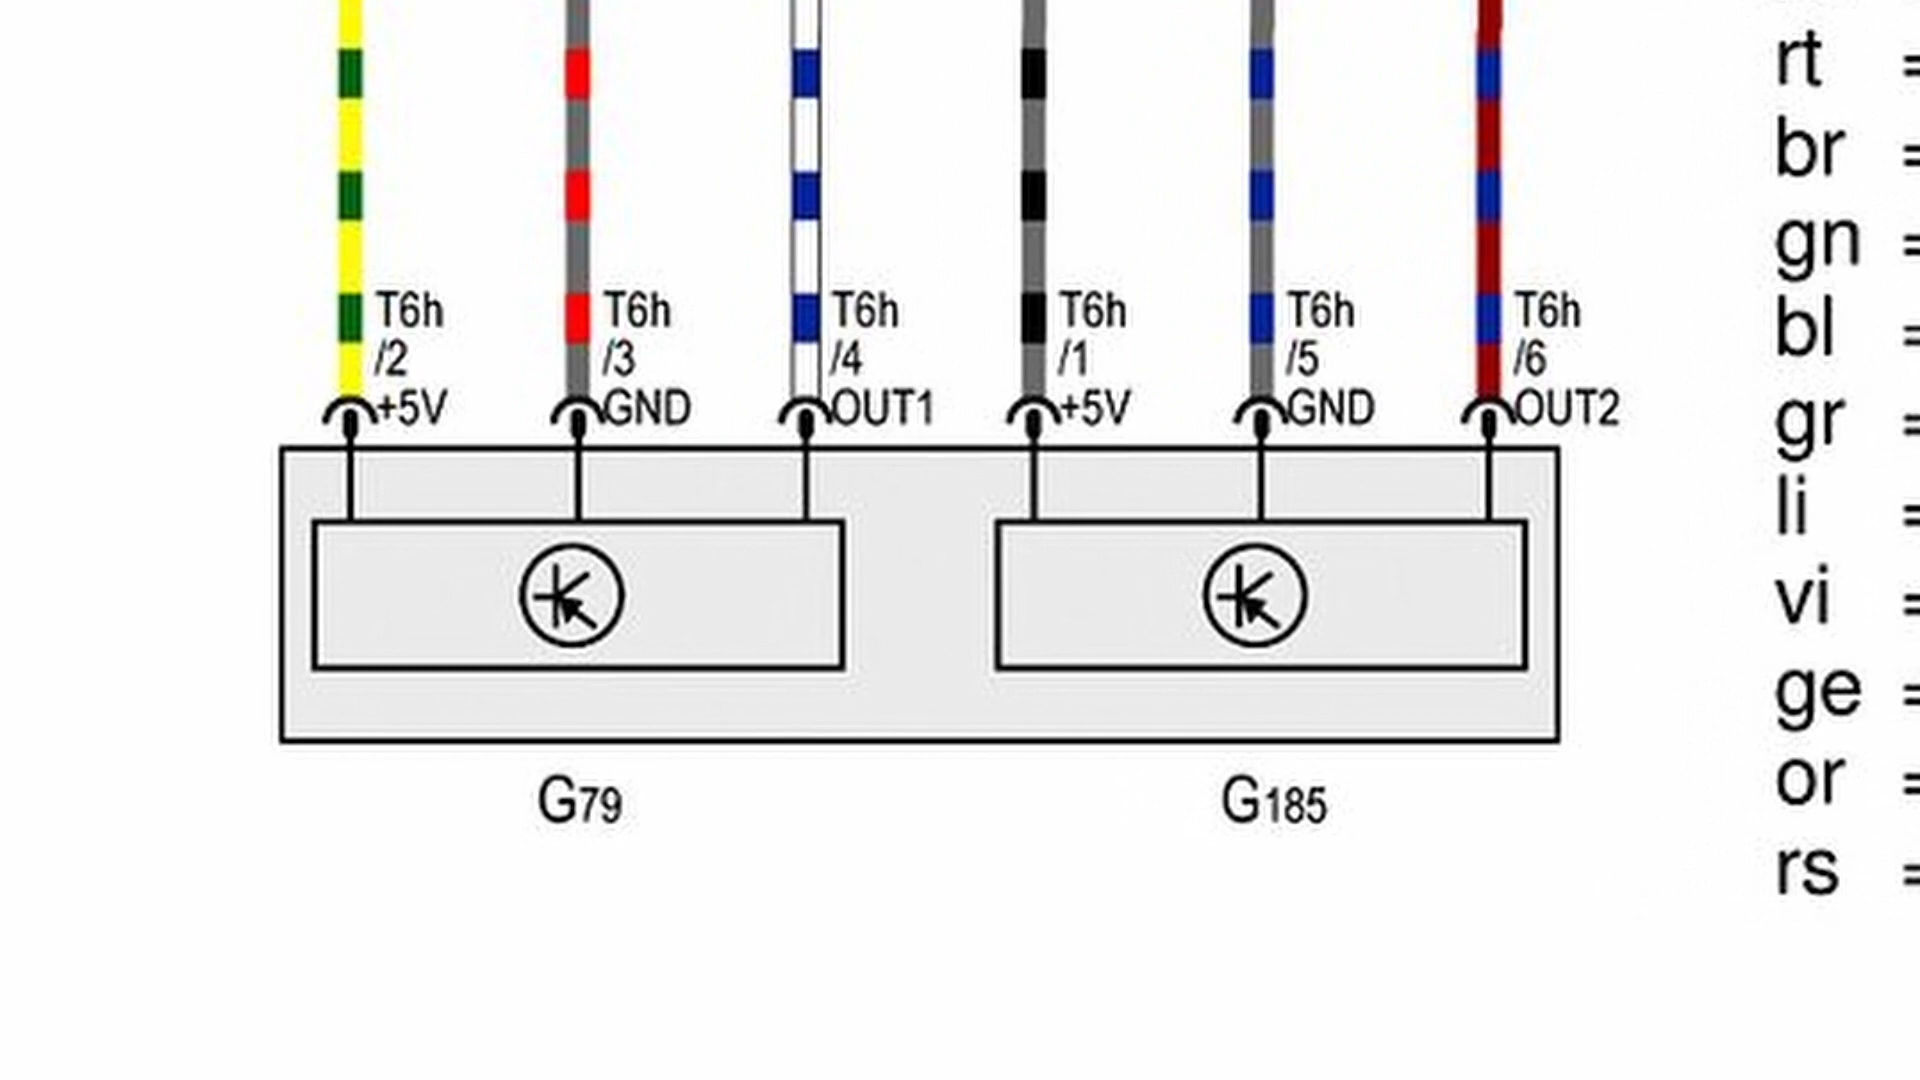 T6h
/2
+5V
T6h
/3
GND
T6h
/4
OUT1
T6h
/1
+5V
T6h
/5
GND
T6h
/6
OUT2
G79
G185
rt =
br =
gn =
bl =
gr =
li =
vi =
ge =
or =
rs =